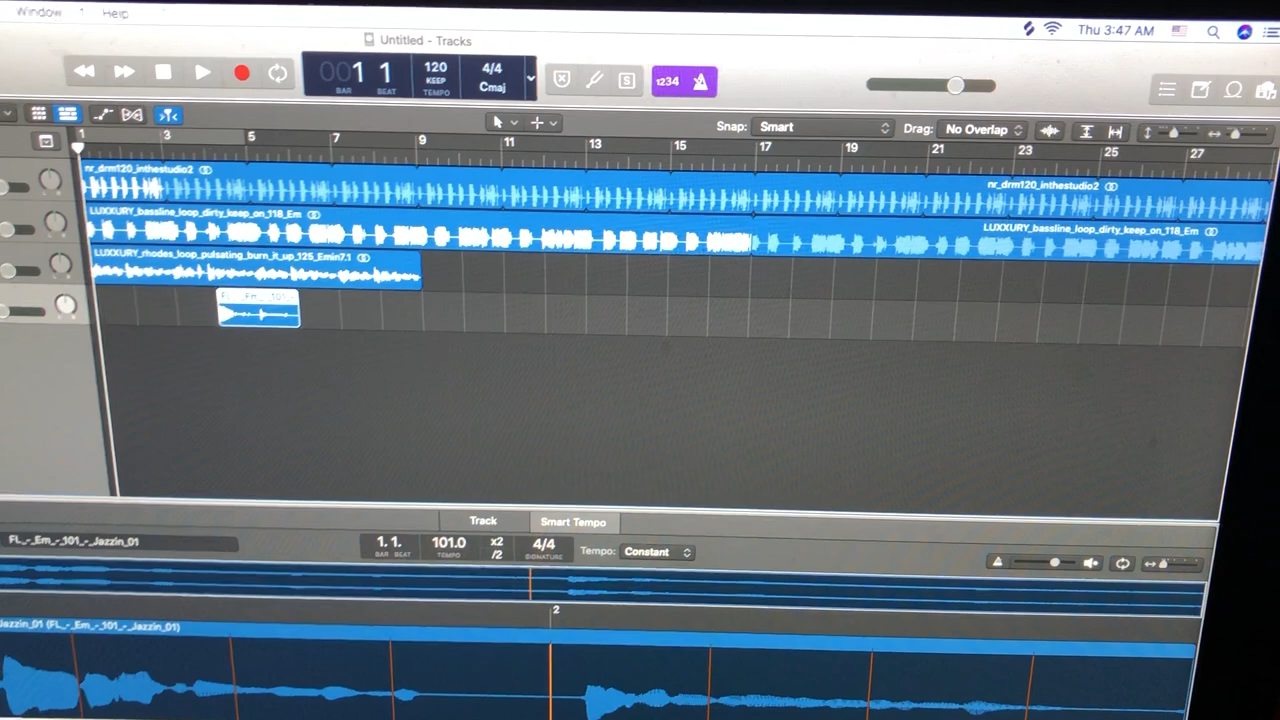 Window 1 Help
Thu 3:47 AM
Untitled - Tracks
001 1
BAR BEAT
120
KEEP
TEMPO
4/4
Cmaj
S
1234
Snap: Smart
Drag: No Overlap
1 3 5 7 9 11 13 15 17 19 21 23 25 27
nr_drm120_inthestudio2
nr_drm120_inthestudio2
LUXXURY_bassline_loop_dirty_keep_on_118_Em
LUXXURY_bassline_loop_dirty_keep_on_118_Em
LUXXURY_rhodes_loop_pulsating_burn_it_up_125_Emin7.1
Track
Smart Tempo
FL_-_Em_-_101_-_Jazzin_01
1. 1.
BAR BEAT
101.0
TEMPO
x2
/2
4/4
SIGNATURE
Tempo: Constant
2
Jazzin_01 (FL_-_Em_-_101_-_Jazzin_01)